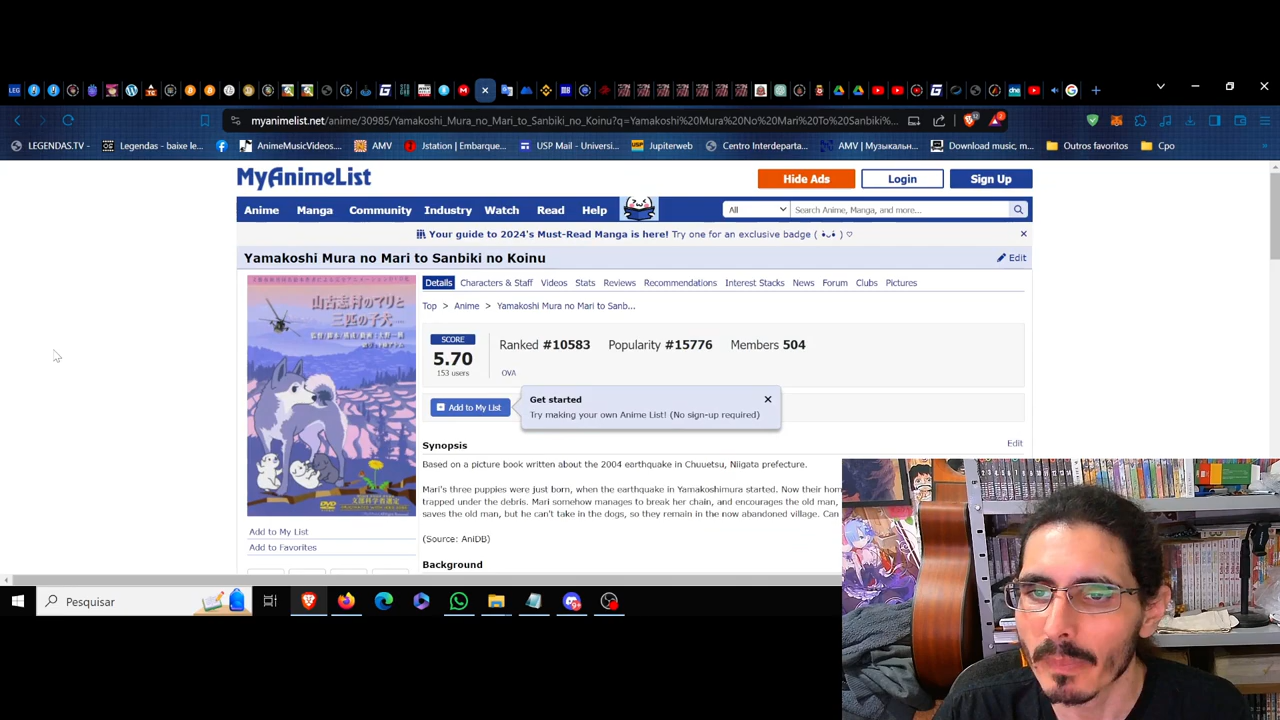 LEG
myanimelist.net/anime/30985/Yamakoshi_Mura_no_Mari_to_Sanbiki_no_Koinu?q=Yamakoshi%20Mura%20No%20Mari%20To%20Sanbiki%...
LEGENDAS.TV -
Legendas - baixe le...
AnimeMusicVideos....
AMV
Jstation | Embarque...
USP Mail - Universi...
Jupiterweb
Centro Interdeparta...
AMV | Музыкальн...
Download music, m...
Outros favoritos
Cpo
MyAnimeList
Hide Ads
Login
Sign Up
Anime
Manga
Community
Industry
Watch
Read
Help
All
Search Anime, Manga, and more...
Your guide to 2024's Must-Read Manga is here! Try one for an exclusive badge
Yamakoshi Mura no Mari to Sanbiki no Koinu
Edit
Details
Characters & Staff
Videos
Stats
Reviews
Recommendations
Interest Stacks
News
Forum
Clubs
Pictures
Top > Anime > Yamakoshi Mura no Mari to Sanb...
山古志村のマリと
三匹の子犬
SCORE
5.70
153 users
Ranked #10583
Popularity #15776
Members 504
OVA
Add to My List
Get started
Try making your own Anime List! (No sign-up required)
Synopsis
Edit
Based on a picture book written about the 2004 earthquake in Chuuetsu, Niigata prefecture.
Mari's three puppies were just born, when the earthquake in Yamakoshimura started. Now their hom
trapped under the debris. Mari somehow manages to break her chain, and encourages the old man,
saves the old man, but he can't take in the dogs, so they remain in the now abandoned village. Can
(Source: AniDB)
Background
DVD
文部科学省選定
Add to My List
Add to Favorites
Pesquisar